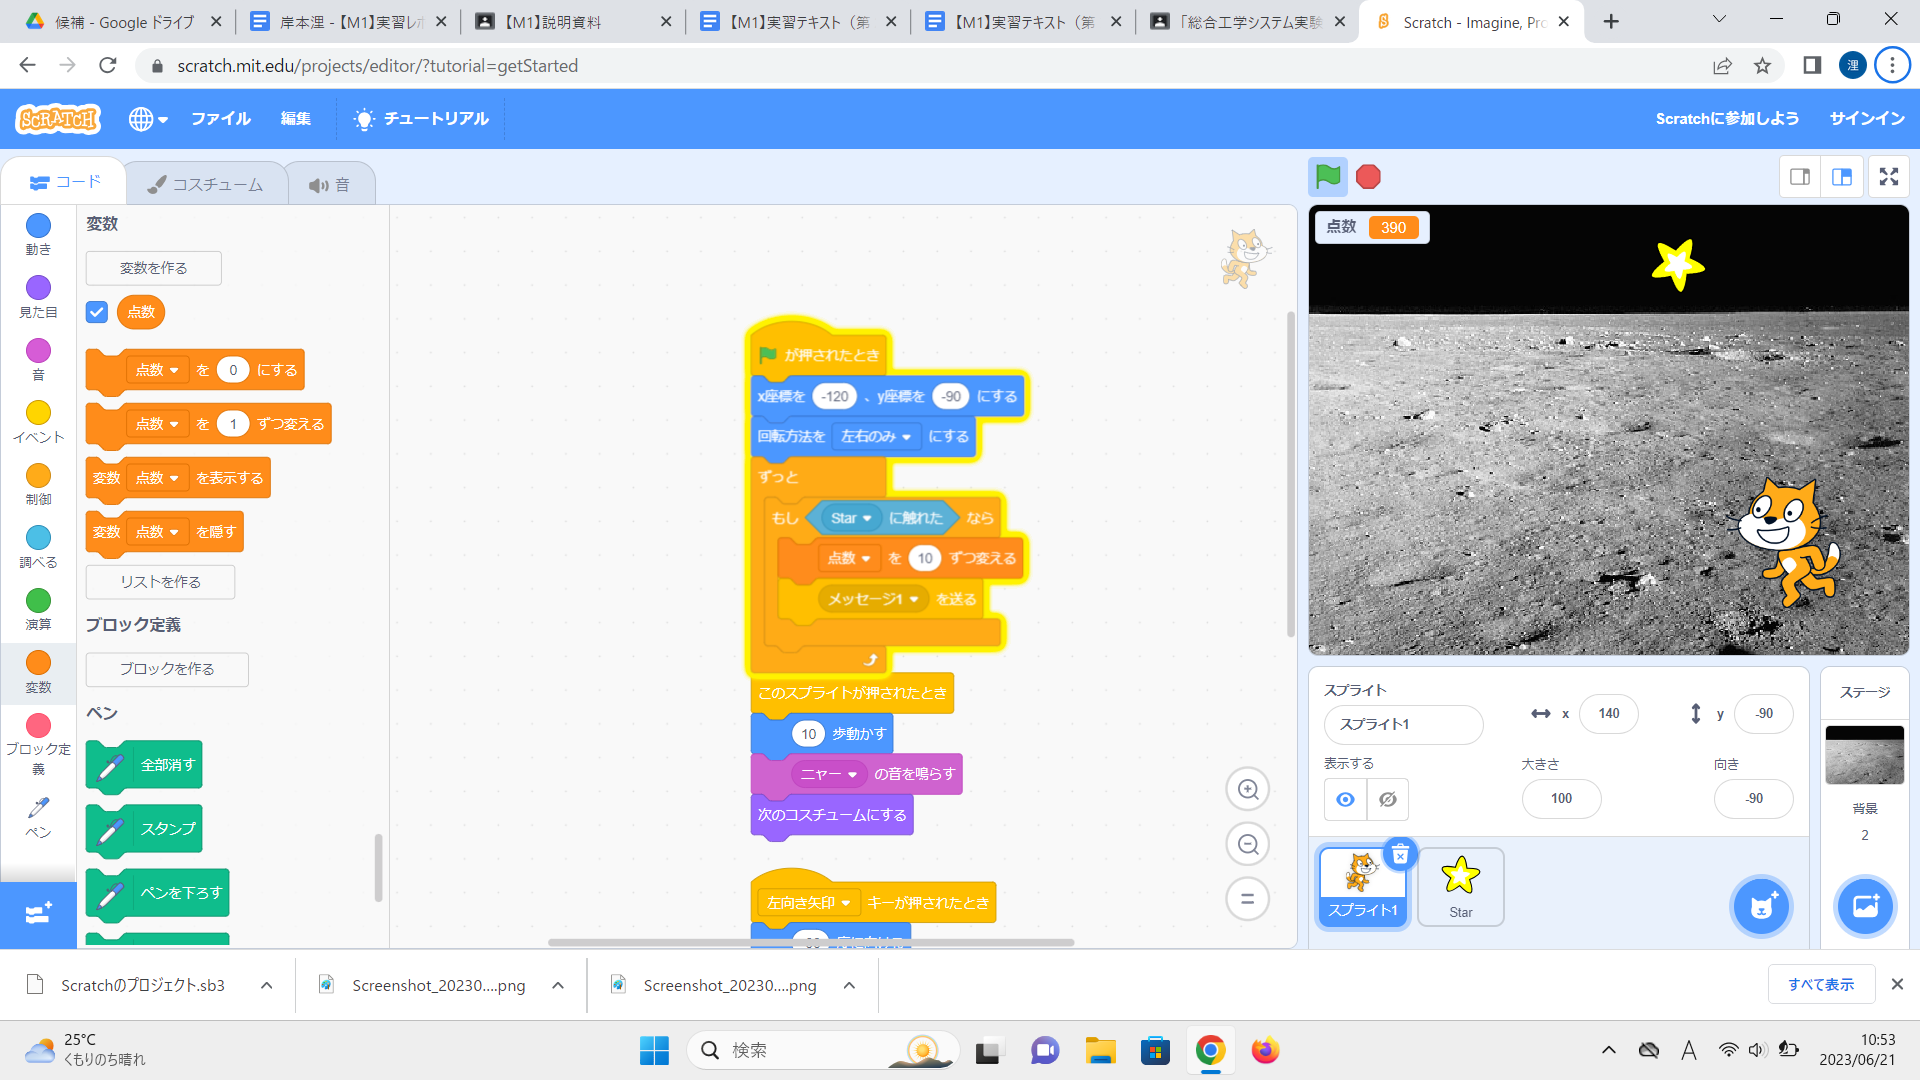 候補 - Google ドライブ
岸本浬 - 【M1】実習レポ
【M1】説明資料
【M1】実習テキスト（第
【M1】実習テキスト（第
「総合工学システム実験
Scratch - Imagine, Pro
scratch.mit.edu/projects/editor/?tutorial=getStarted
浬
SCRATCH
ファイル
編集
チュートリアル
Scratchに参加しよう
サインイン
コード
コスチューム
音
動き
見た目
音
イベント
制御
調べる
演算
変数
ブロック定
義
ペン
変数
変数を作る
点数
点数 を 0 にする
点数 を 1 ずつ変える
変数 点数 を表示する
変数 点数 を隠す
リストを作る
ブロック定義
ブロックを作る
ペン
全部消す
スタンプ
ペンを下ろす
が押されたとき
x座標を -120 、y座標を -90 にする
回転方法を 左右のみ にする
ずっと
もし Star に触れた なら
点数 を 10 ずつ変える
メッセージ1 を送る
このスプライトが押されたとき
10 歩動かす
ニャー の音を鳴らす
次のコスチュームにする
左向き矢印 キーが押されたとき
点数 390
スプライト
スプライト1
x 140
y -90
表示する
大きさ
100
向き
-90
スプライト1
Star
ステージ
背景
2
Scratchのプロジェクト.sb3
Screenshot_20230....png
Screenshot_20230....png
すべて表示
25°C
くもりのち晴れ
検索
A
10:53
2023/06/21